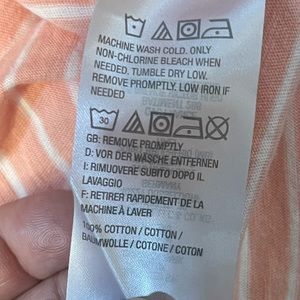 MACHINE WASH COLD. ONLY
NON-CHLORINE BLEACH WHEN
NEEDED. TUMBLE DRY LOW.
REMOVE PROMPTLY. LOW IRON IF
NEEDED
30
GB: REMOVE PROMPTLY
D: VOR DER WÄSCHE ENTFERNEN
I: RIMUOVERE SUBITO DOPO IL
LAVAGGIO
F: RETIRER RAPIDEMENT DE LA
MACHINE À LAVER
100% COTTON / COTTON /
BAUMWOLLE / COTONE / COTON